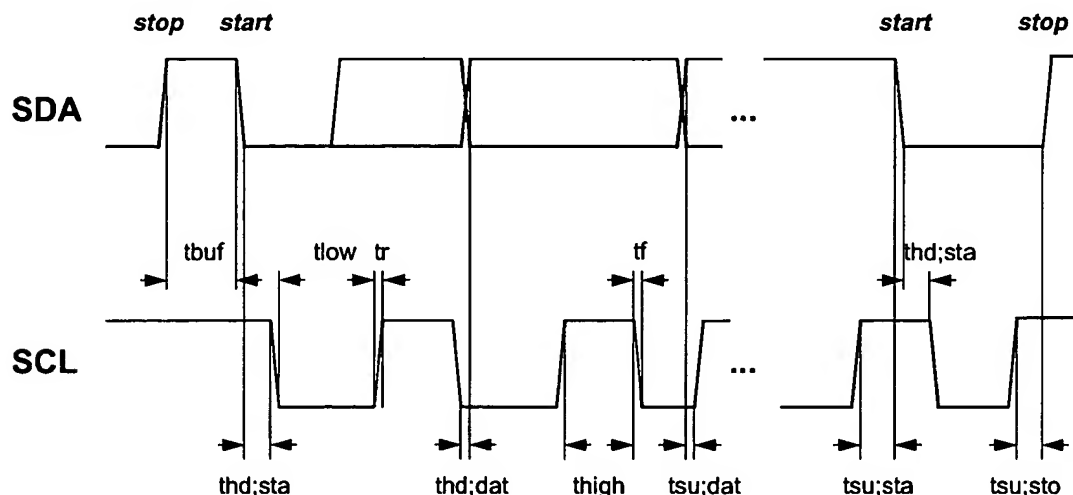 stop start start stop
SDA ...
tbuf tlow tr tf thd;sta
SCL ...
thd;sta thd;dat thigh tsu;dat tsu;sta tsu;sto